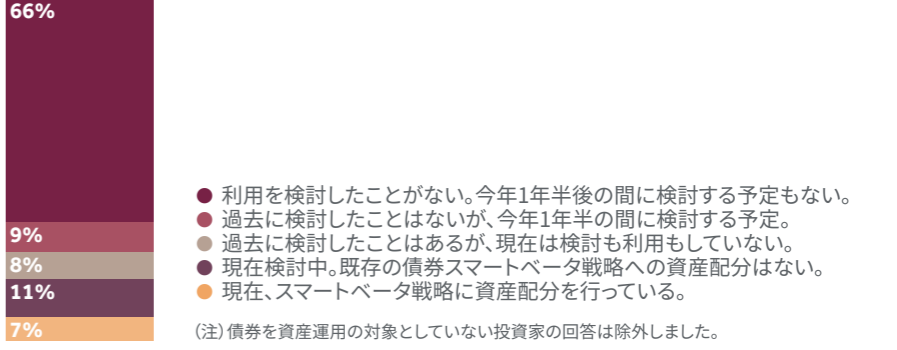 66%
9%
8%
11%
7%
● 利用を検討したことがない。今年1年半後の間に検討する予定もない。
● 過去に検討したことはないが、今年1年半の間に検討する予定。
● 過去に検討したことはあるが、現在は検討も利用もしていない。
● 現在検討中。既存の債券スマートベータ戦略への資産配分はない。
● 現在、スマートベータ戦略に資産配分を行っている。
(注)債券を資産運用の対象としていない投資家の回答は除外しました。